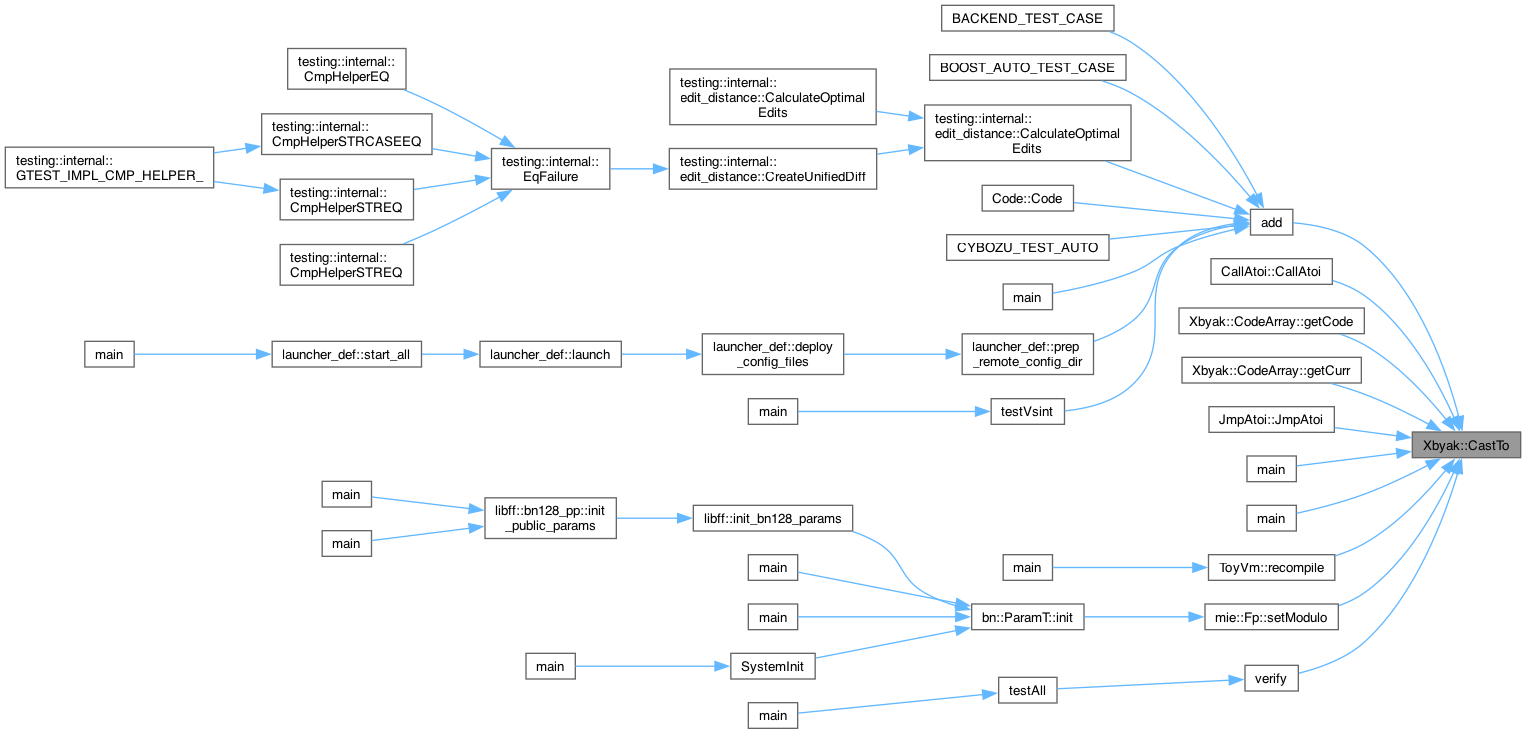 BACKEND_TEST_CASE
BOOST_AUTO_TEST_CASE
testing::internal::
CmpHelperEQ
testing::internal::
edit_distance::CalculateOptimal
Edits
testing::internal::
edit_distance::CalculateOptimal
Edits
testing::internal::
CmpHelperSTRCASEEQ
testing::internal::
GTEST_IMPL_CMP_HELPER_
testing::internal::
EqFailure
testing::internal::
edit_distance::CreateUnifiedDiff
testing::internal::
CmpHelperSTREQ
Code::Code
add
CYBOZU_TEST_AUTO
testing::internal::
CmpHelperSTREQ
CallAtoi::CallAtoi
main
Xbyak::CodeArray::getCode
main
launcher_def::start_all
launcher_def::launch
launcher_def::deploy
_config_files
launcher_def::prep
_remote_config_dir
Xbyak::CodeArray::getCurr
main
testVsint
JmpAtoi::JmpAtoi
Xbyak::CastTo
main
main
main
libff::bn128_pp::init
_public_params
libff::init_bn128_params
main
main
main
main
ToyVm::recompile
main
bn::ParamT::init
mie::Fp::setModulo
main
SystemInit
verify
testAll
main